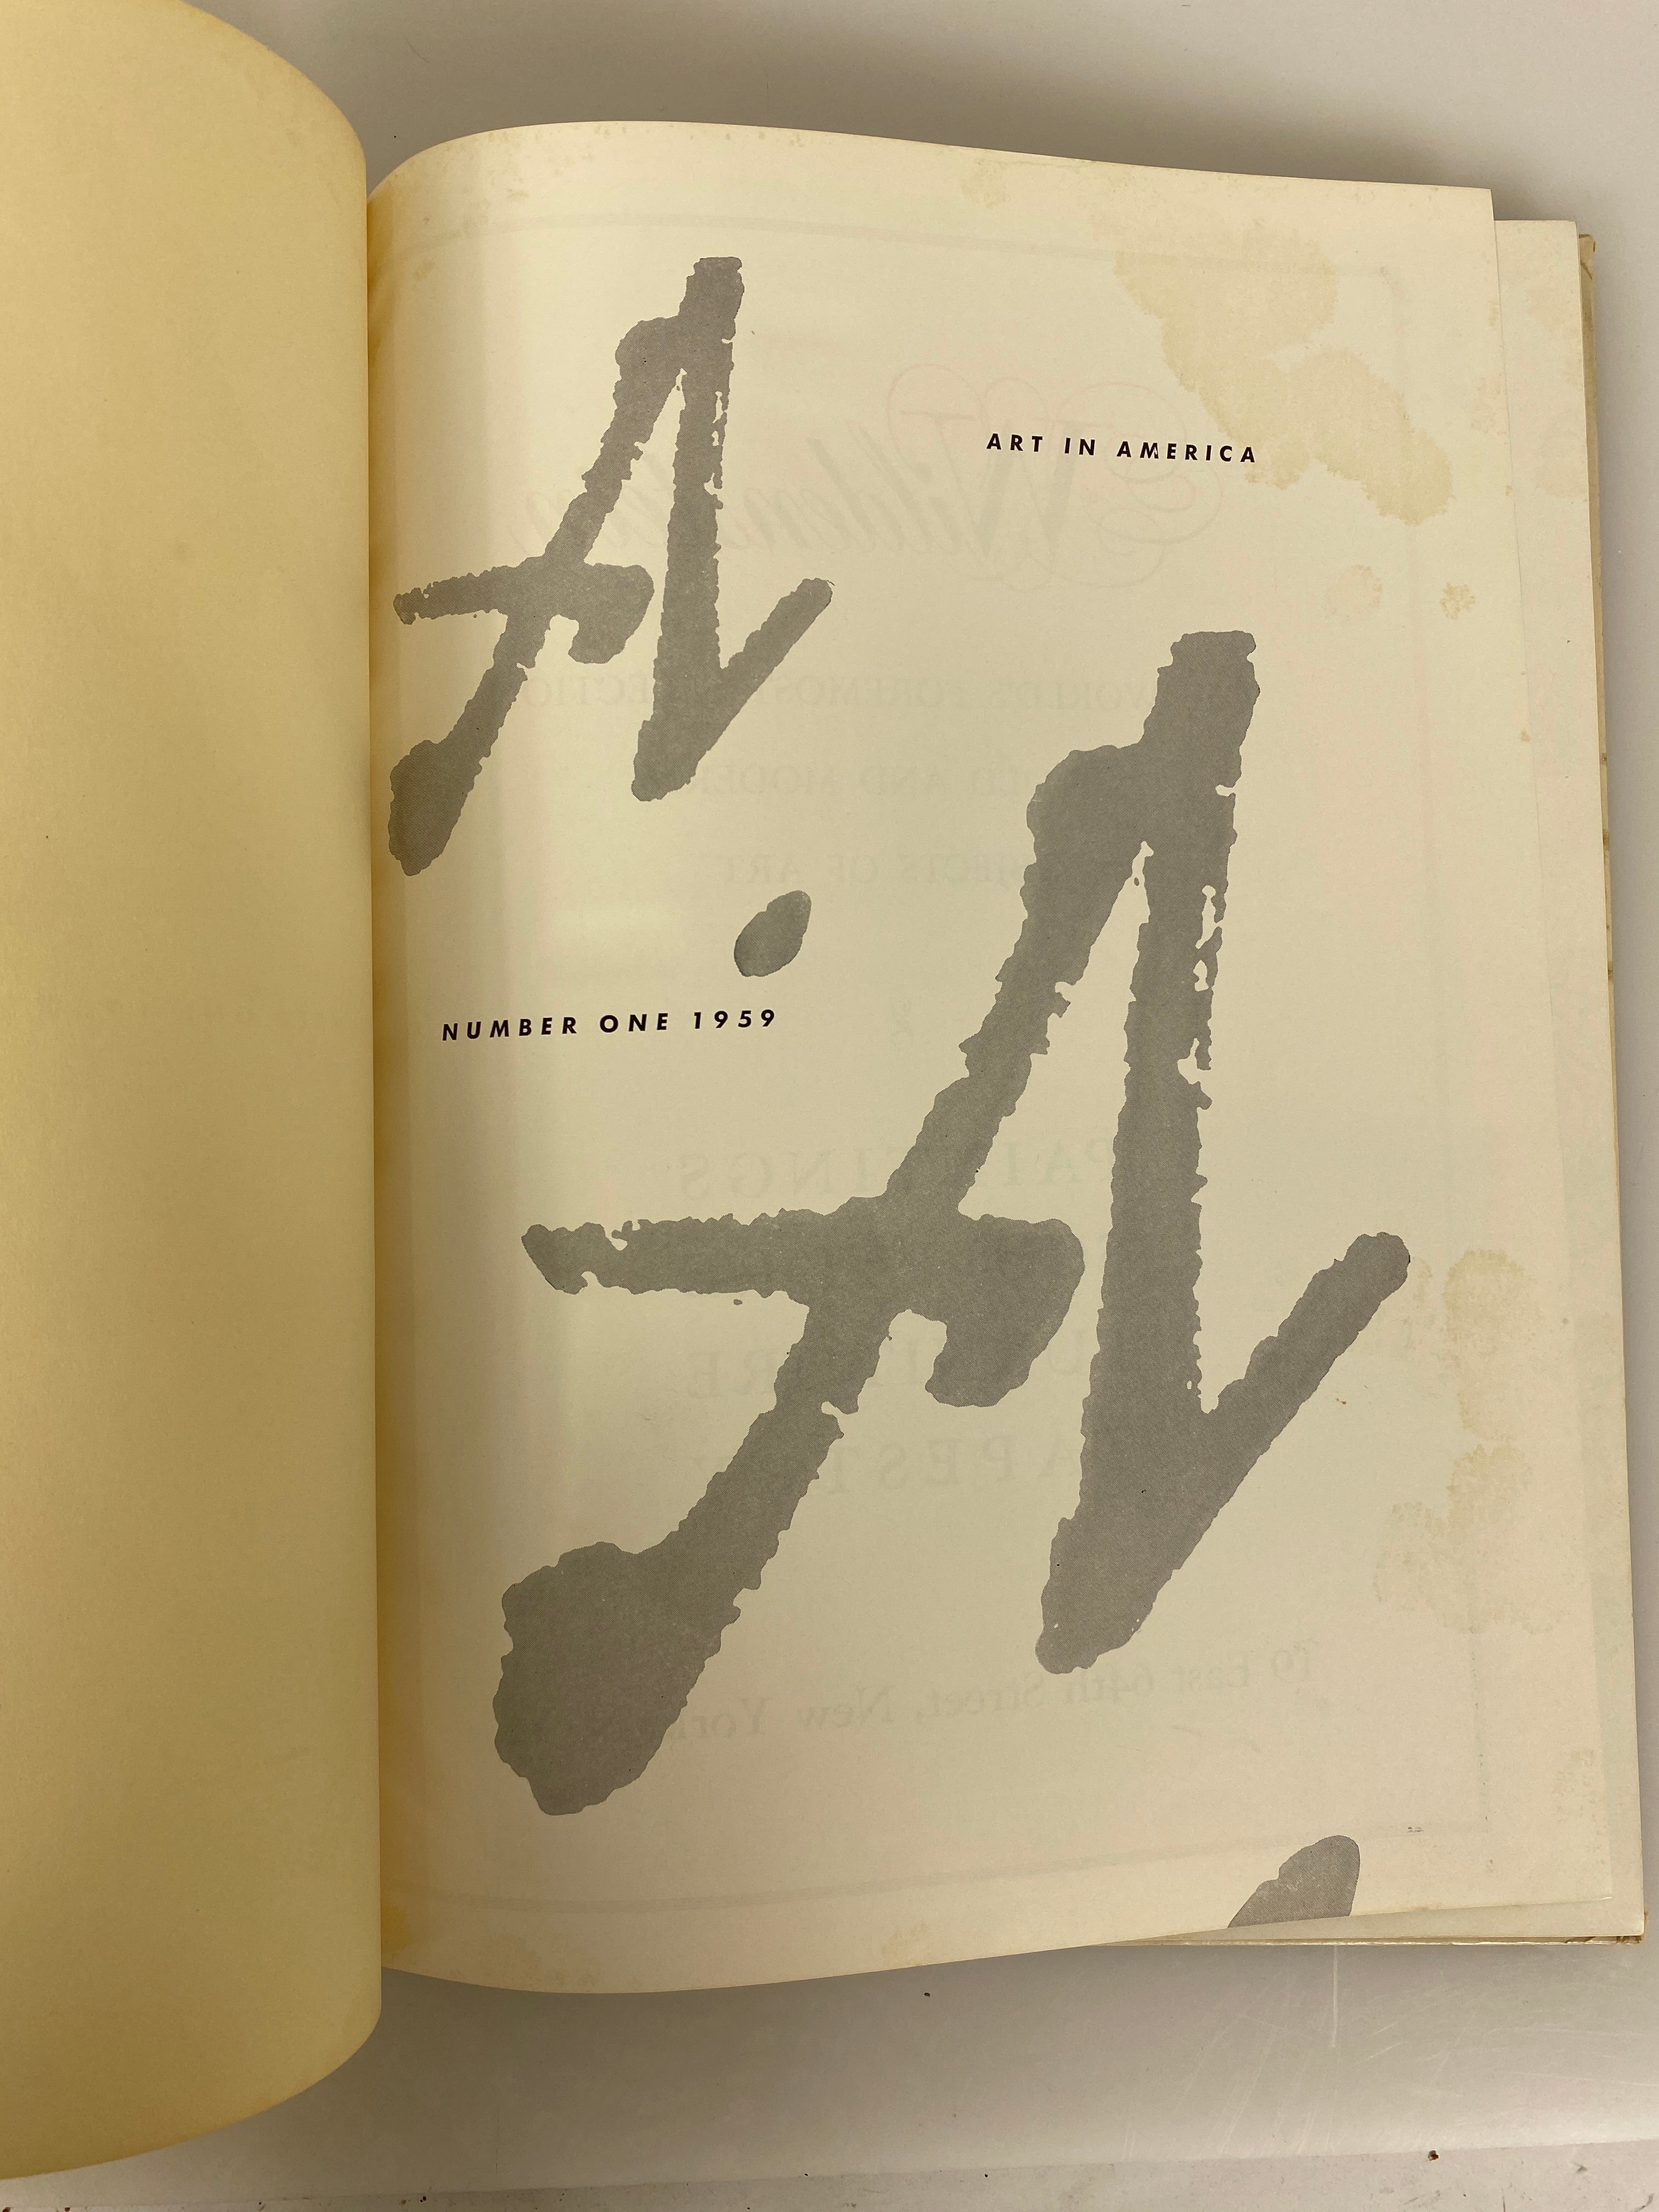 A.
ART IN AMERICA
NUMBER ONE 1959
A.